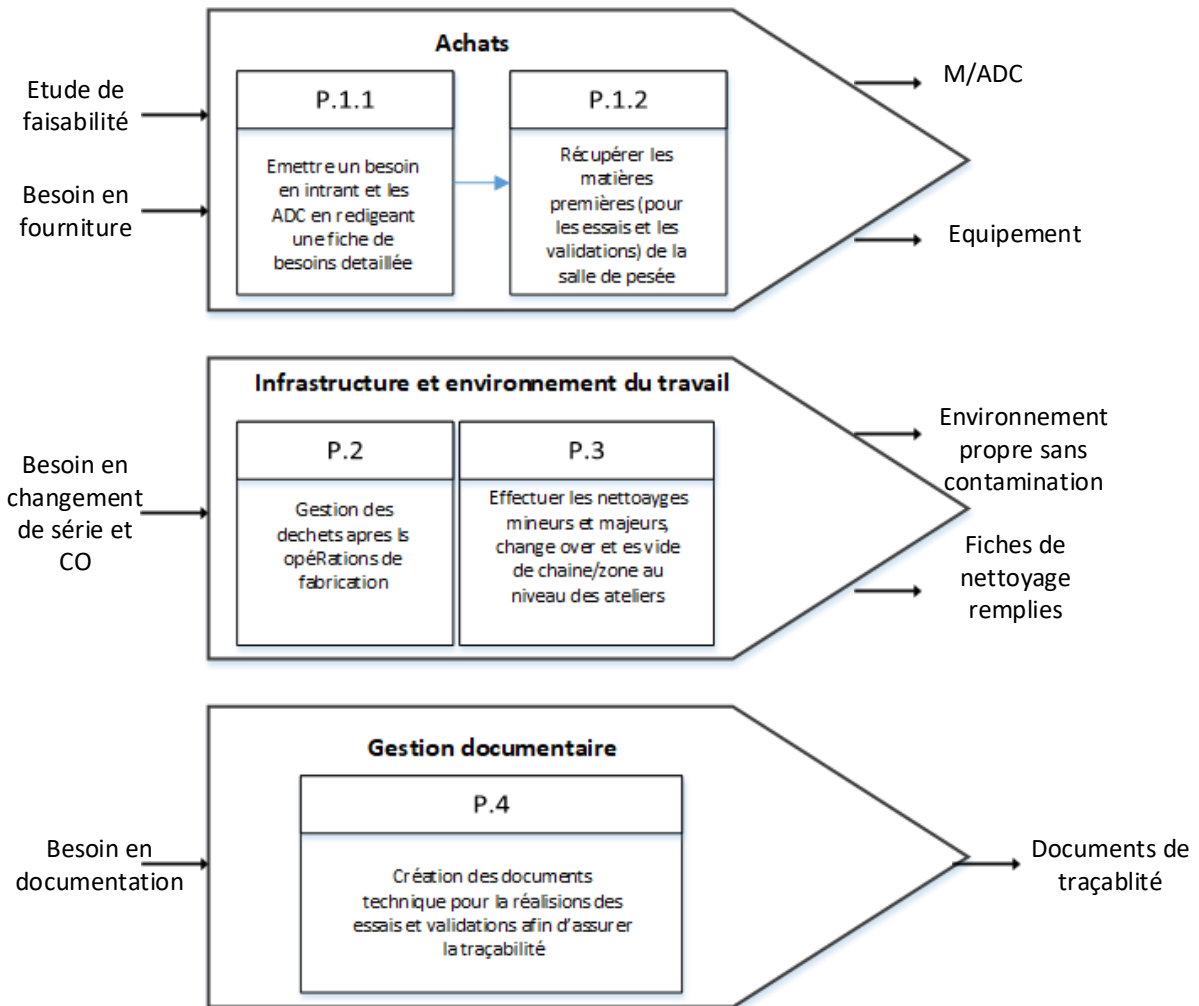 Achats
Etude de
faisabilité
Besoin en
fourniture
P.1.1
Emettre un besoin
en intrant et les
ADC en redigeant
une fiche de
besoins detaillée
P.1.2
Récupérer les
matières
premières (pour
les essais et les
validations) de la
salle de pesée
M/ADC
Equipement
Infrastructure et environnement du travail
Besoin en
changement
de série et
CO
P.2
Gestion des
dechets apres ls
opéRations de
fabrication
P.3
Effectuer les nettoayges
mineurs et majeurs,
change over et es vide
de chaine/zone au
niveau des ateliers
Environnement
propre sans
contamination
Fiches de
nettoyage
remplies
Gestion documentaire
Besoin en
documentation
P.4
Création des documents
technique pour la réalisions des
essais et validations afin d'assurer
la traçabilité
Documents de
traçablité